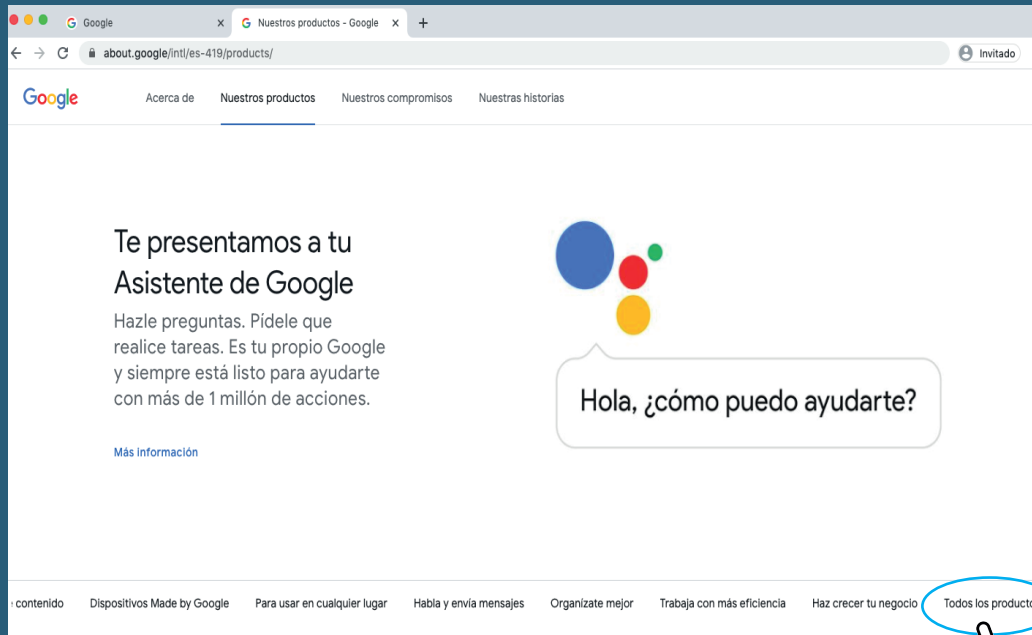 Google
Nuestros productos - Google
about.google/intl/es-419/products/
Invitado
Google
Acerca de
Nuestros productos
Nuestros compromisos
Nuestras historias
Te presentamos a tu
Asistente de Google
Hazle preguntas. Pídele que
realice tareas. Es tu propio Google
y siempre está listo para ayudarte
con más de 1 millón de acciones.
Más información
Hola, ¿cómo puedo ayudarte?
contenido
Dispositivos Made by Google
Para usar en cualquier lugar
Habla y envía mensajes
Organízate mejor
Trabaja con más eficiencia
Haz crecer tu negocio
Todos los producto